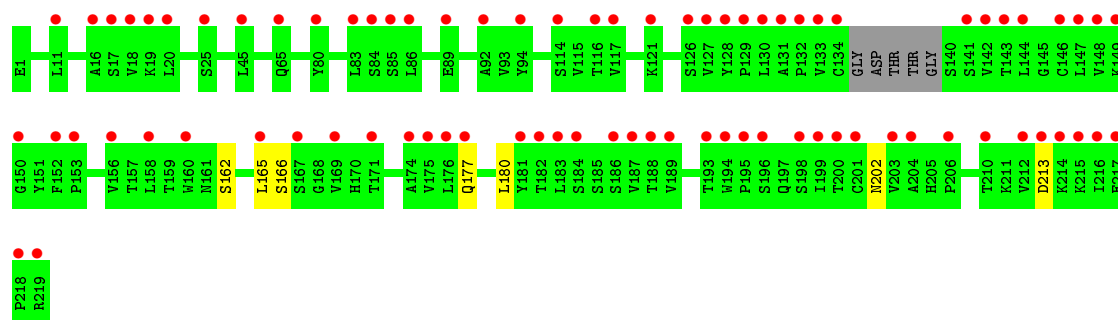 E1 L11 A16 S17 V18 K19 L20 S25 L45 Q65 Y80 L83 S84 S85 L86 E89 A92 V93 Y94 S114 V115 T116 V117 K121 S126 V127 Y128 P129 L130 A131 P132 V133 C134 GLY ASP THR THR GLY S140 S141 V142 T143 L144 G145 C146 L147 V148 K149
G150 Y151 F152 P153 V156 T157 L158 T159 W160 N161 S162 L165 S166 S167 G168 V169 H170 T171 A174 V175 L176 Q177 L180 Y181 T182 L183 S184 S185 S186 V187 T188 V189 T193 W194 P195 S196 Q197 S198 I199 T200 C201 N202 V203 A204 H205 P206 T210 K211 V212 D213 K214 K215 I216 E217
P218 R219